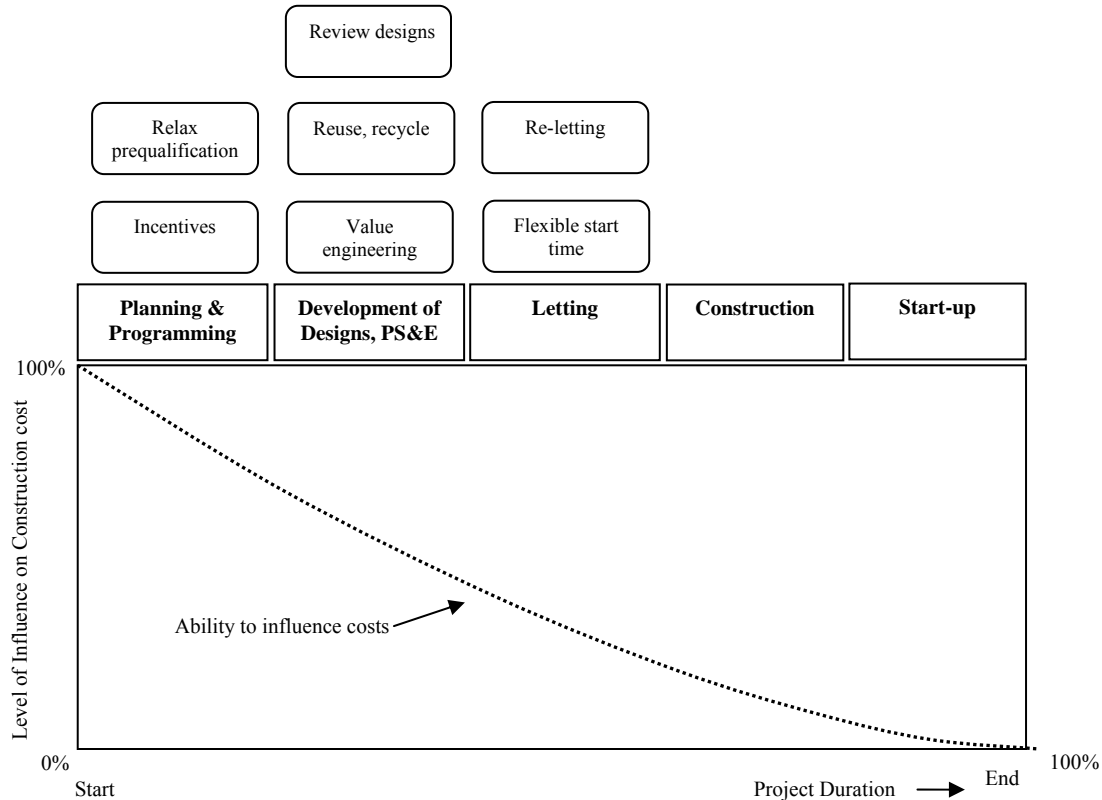 Review designs
Relax
prequalification
Reuse, recycle
Re-letting
Incentives
Value
engineering
Flexible start
time
Planning &
Programming
Development of
Designs, PS&E
Letting
Construction
Start-up
100%
Level of Influence on Construction cost
Ability to influence costs
0%
100%
Start
Project Duration
End